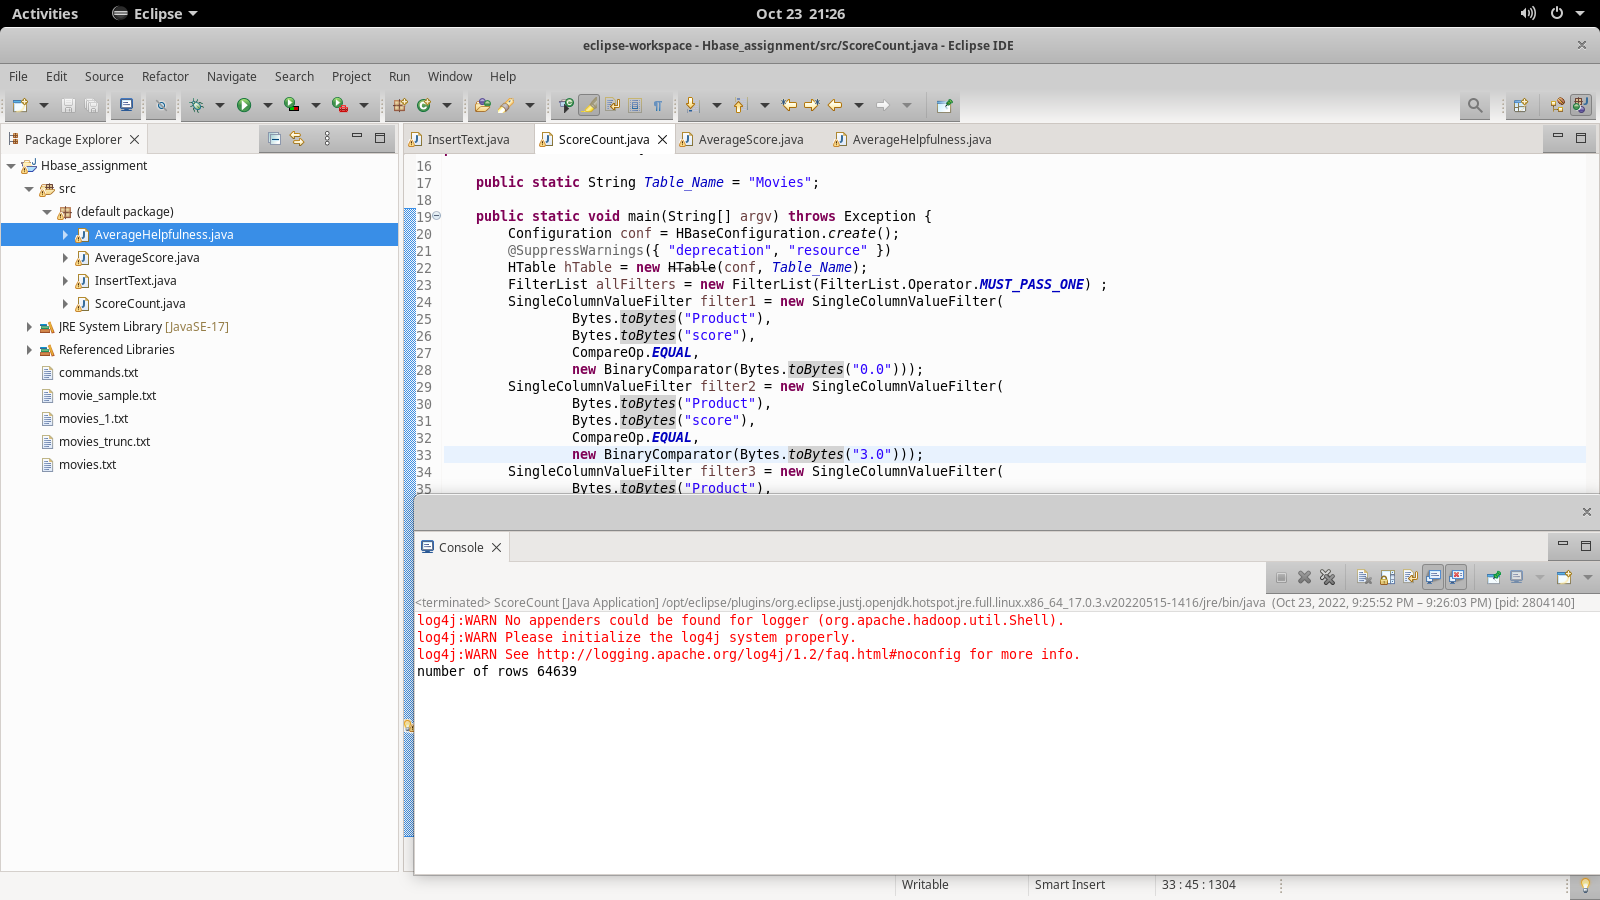 Activities Eclipse Oct 23 21:26
eclipse-workspace - Hbase_assignment/src/ScoreCount.java - Eclipse IDE
File Edit Source Refactor Navigate Search Project Run Window Help
Package Explorer
Hbase_assignment
src
(default package)
AverageHelpfulness.java
AverageScore.java
InsertText.java
ScoreCount.java
JRE System Library [JavaSE-17]
Referenced Libraries
commands.txt
movie_sample.txt
movies_1.txt
movies_trunc.txt
movies.txt
InsertText.java ScoreCount.java AverageScore.java AverageHelpfulness.java
16
17 public static String Table_Name = "Movies";
18
19 public static void main(String[] argv) throws Exception {
20 Configuration conf = HBaseConfiguration.create();
21 @SuppressWarnings({ "deprecation", "resource" })
22 HTable hTable = new HTable(conf, Table_Name);
23 FilterList allFilters = new FilterList(FilterList.Operator.MUST_PASS_ONE) ;
24 SingleColumnValueFilter filter1 = new SingleColumnValueFilter(
25 Bytes.toBytes("Product"),
26 Bytes.toBytes("score"),
27 CompareOp.EQUAL,
28 new BinaryComparator(Bytes.toBytes("0.0")));
29 SingleColumnValueFilter filter2 = new SingleColumnValueFilter(
30 Bytes.toBytes("Product"),
31 Bytes.toBytes("score"),
32 CompareOp.EQUAL,
33 new BinaryComparator(Bytes.toBytes("3.0")));
34 SingleColumnValueFilter filter3 = new SingleColumnValueFilter(
35 Bytes.toBytes("Product"),
Console
<terminated> ScoreCount [Java Application] /opt/eclipse/plugins/org.eclipse.justj.openjdk.hotspot.jre.full.linux.x86_64_17.0.3.v20220515-1416/jre/bin/java (Oct 23, 2022, 9:25:52 PM – 9:26:03 PM) [pid: 2804140]
log4j:WARN No appenders could be found for logger (org.apache.hadoop.util.Shell).
log4j:WARN Please initialize the log4j system properly.
log4j:WARN See http://logging.apache.org/log4j/1.2/faq.html#noconfig for more info.
number of rows 64639
Writable Smart Insert 33 : 45 : 1304